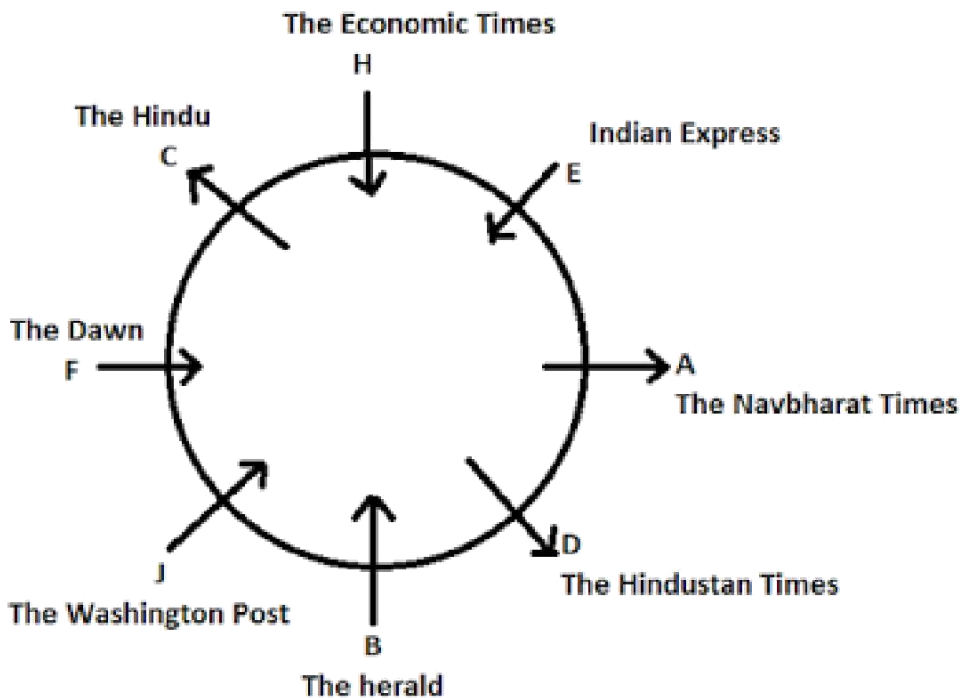 The Economic Times
H
The Hindu
C
Indian Express
E
The Dawn
F
A
The Navbharat Times
D
The Hindustan Times
J
The Washington Post
B
The herald